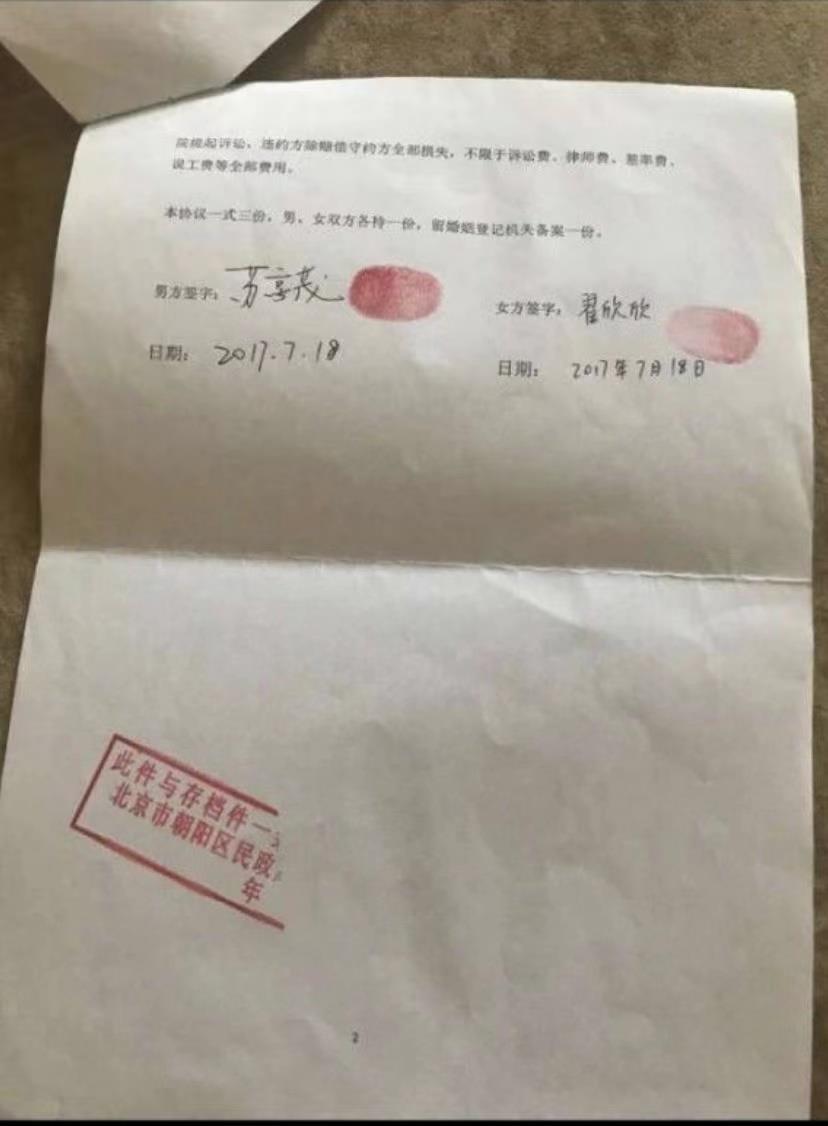 院提起诉讼，违约方除赔偿守约方全部损失，不限于诉讼费、律师费、差率费、
误工费等全部费用。
本协议一式三份，男、女双方各持一份，留婚姻登记机关备案一份。
男方签字：苏享茂
女方签字：翟欣欣
日期：2017.7.18
日期：2017年7月18日
此件与存档件一
北京市朝阳区民政
年
2